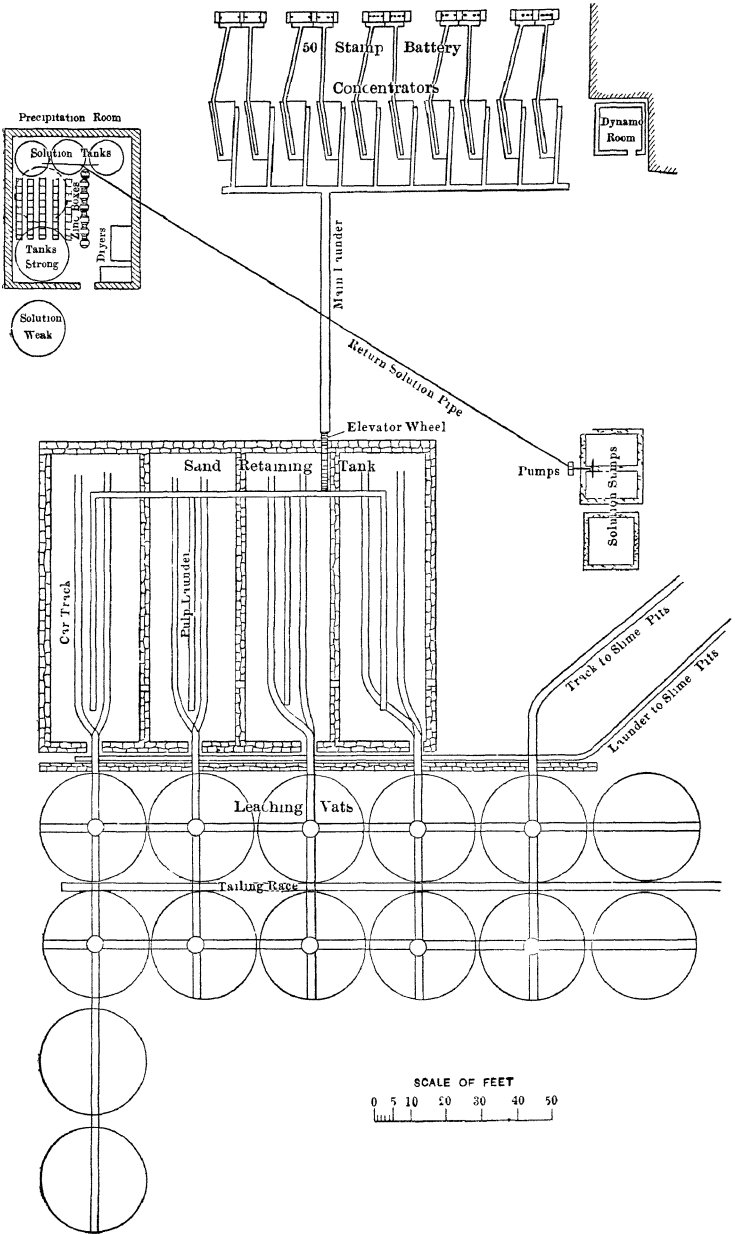 50 Stamp Battery
Concentrators
Dynamo
Room
Precipitation Room
Solution Tanks
Zinc Boxes
Dryers
Tanks
Strong
Solution
Weak
Main Launder
Return Solution Pipe
Elevator Wheel
Pumps
Solution Sumps
Sand Retaining Tank
Car Track
Pulp Launder
Track to Slime Pits
Launder to Slime Pits
Leaching Vats
Tailing Race
SCALE OF FEET
0 5 10 20 30 40 50